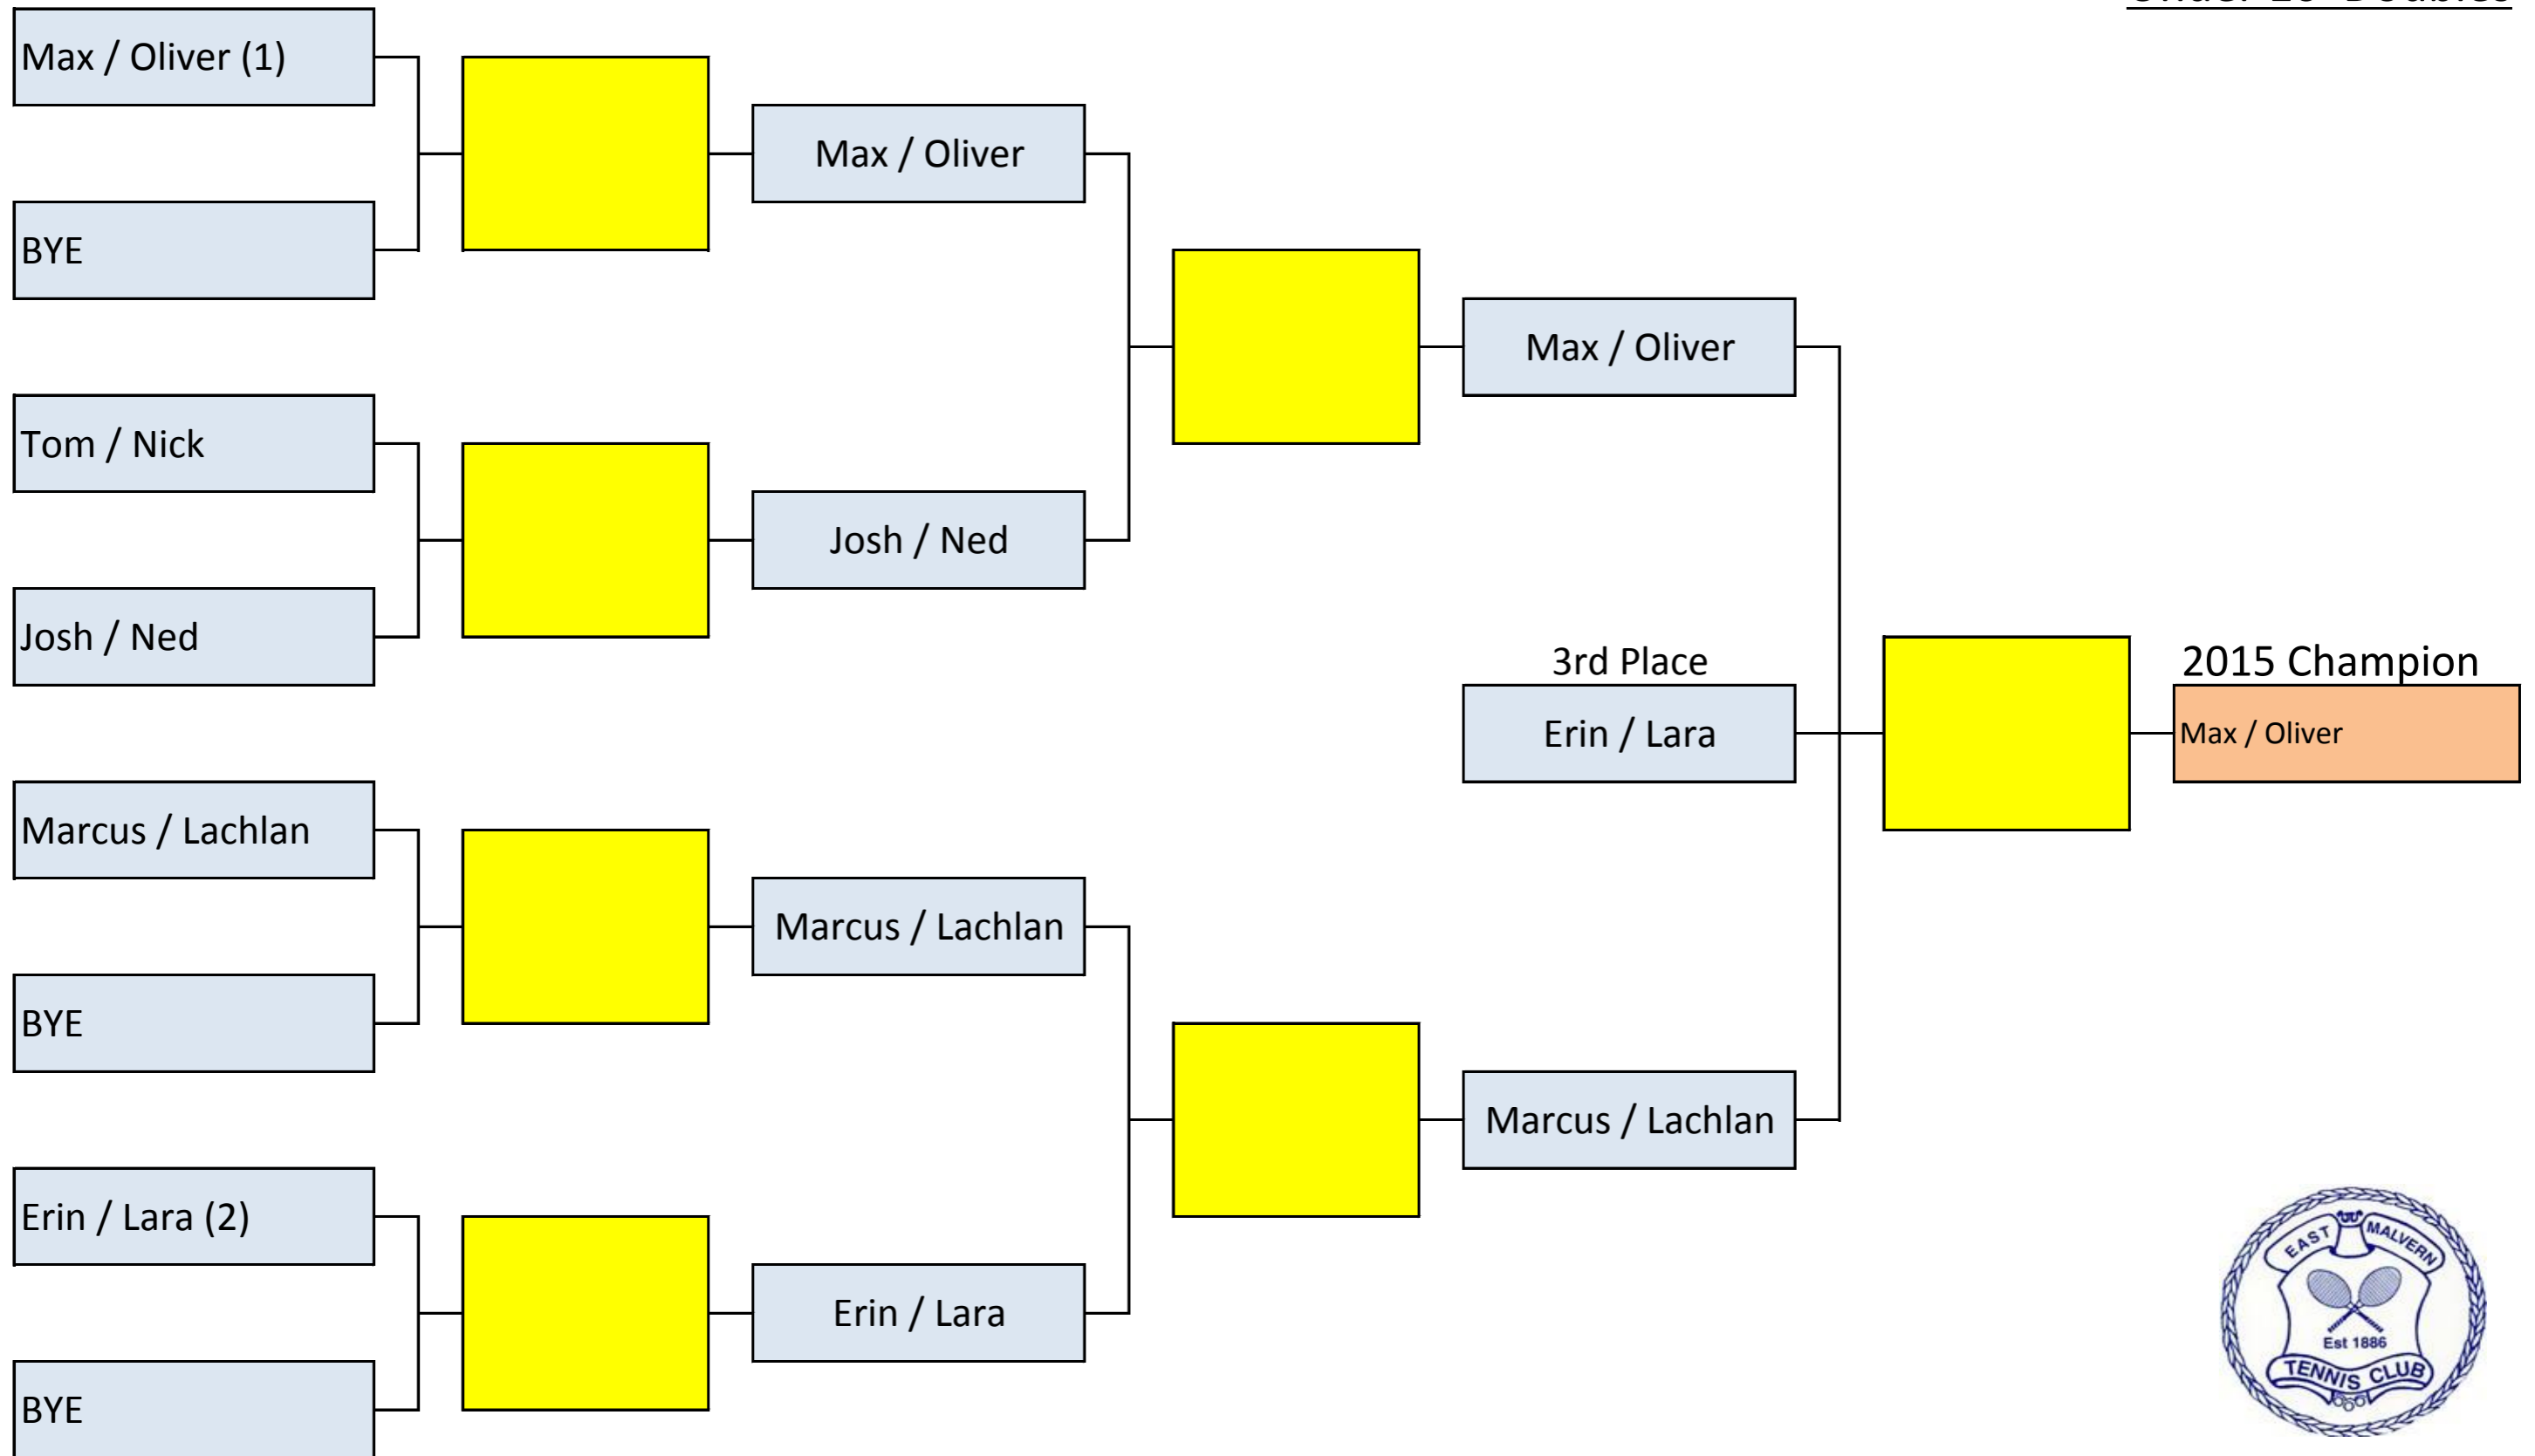 Under Doubles
Max / Oliver (1)
BYE
Tom / Nick
Josh / Ned
Marcus / Lachlan
BYE
Erin / Lara (2)
BYE
Max / Oliver
Josh / Ned
Marcus / Lachlan
Erin / Lara
Max / Oliver
3rd Place
Erin / Lara
Marcus / Lachlan
2015 Champion
Max / Oliver
EAST MALVERN
Est 1886
TENNIS CLUB